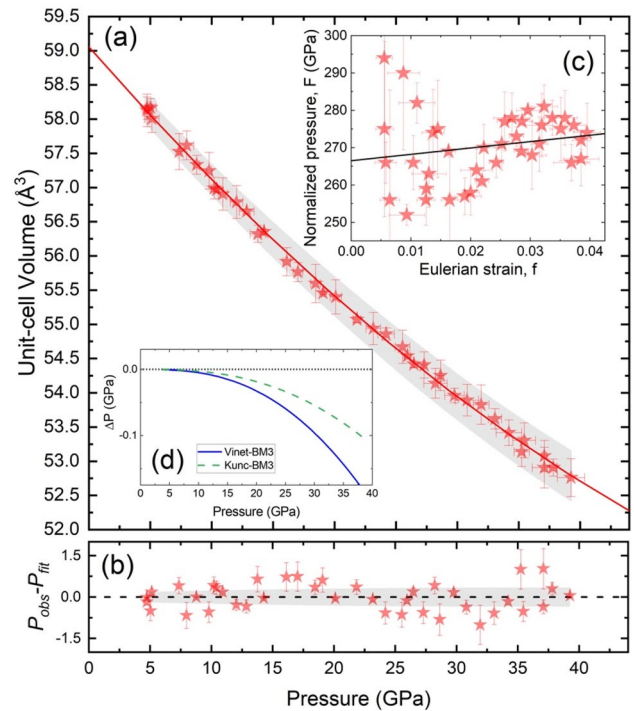 (a)
59.5
59.0
58.5
58.0
57.5
57.0
56.5
56.0
55.5
55.0
54.5
54.0
53.5
53.0
52.5
52.0
Unit-cell Volume (Å³)
(c)
300
290
280
270
260
250
Normalized pressure, F (GPa)
0.00 0.01 0.02 0.03 0.04
Eulerian strain, f
0.0
-0.1
ΔP (GPa)
Vinet-BM3
Kunc-BM3
(d)
0 5 10 15 20 25 30 35 40
Pressure (GPa)
(b)
1.5
0.0
-1.5
P_obs-P_fit
0 5 10 15 20 25 30 35 40
Pressure (GPa)